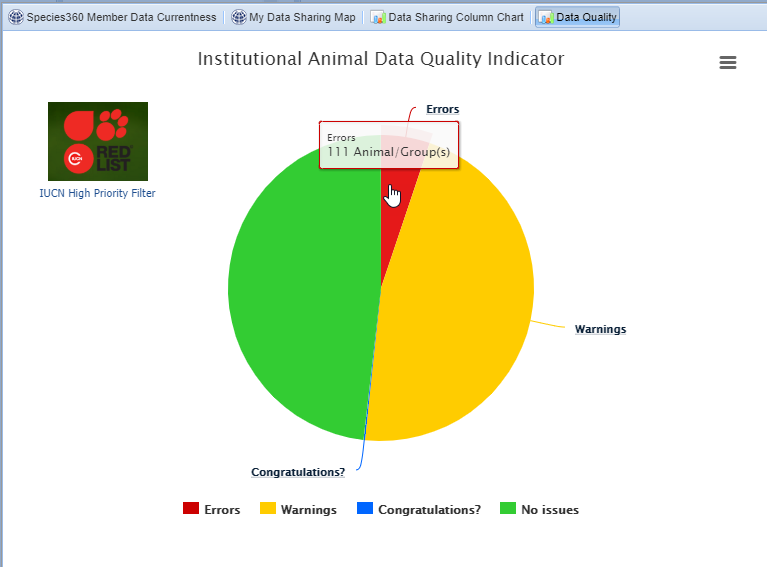 Species360 Member Data Currentness
My Data Sharing Map
Data Sharing Column Chart
Data Quality
Institutional Animal Data Quality Indicator
RED
LIST
IUCN
IUCN High Priority Filter
Errors
Errors
111 Animal/Group(s)
Warnings
Congratulations?
Errors Warnings Congratulations? No issues